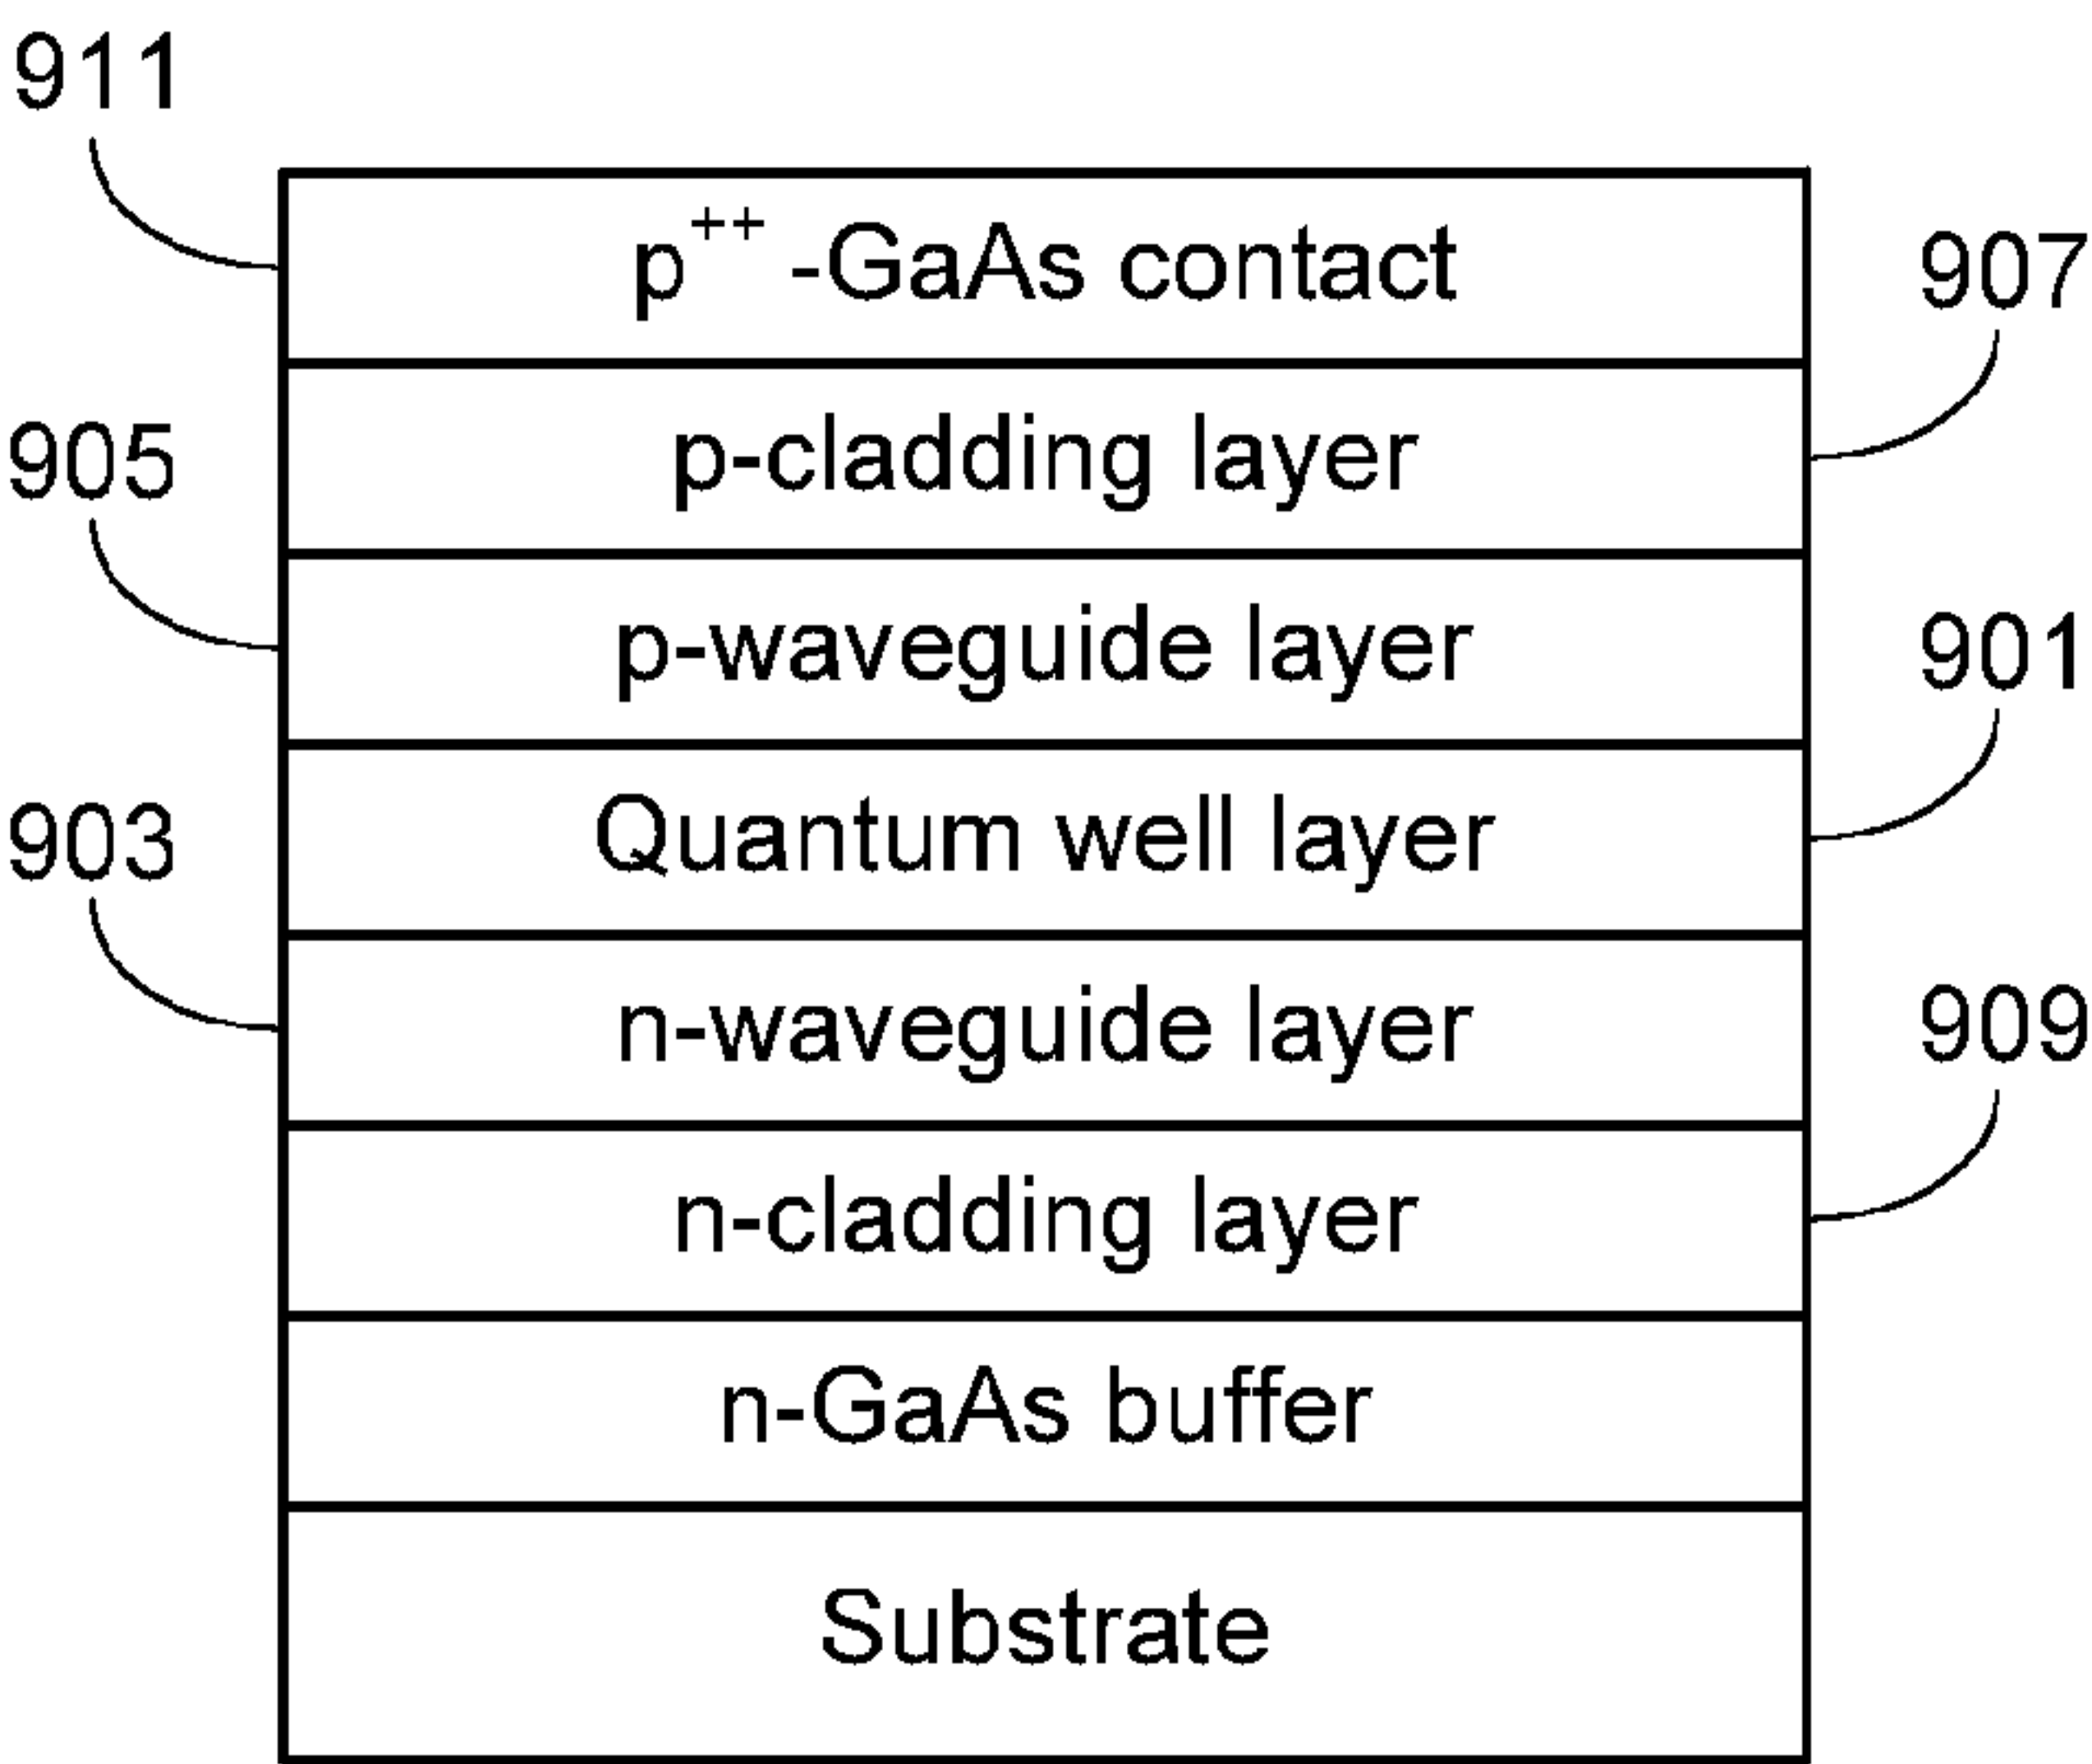 911
p++ -GaAs contact
907
p-cladding layer
905
p-waveguide layer
901
Quantum well layer
903
n-waveguide layer
909
n-cladding layer
n-GaAs buffer
Substrate